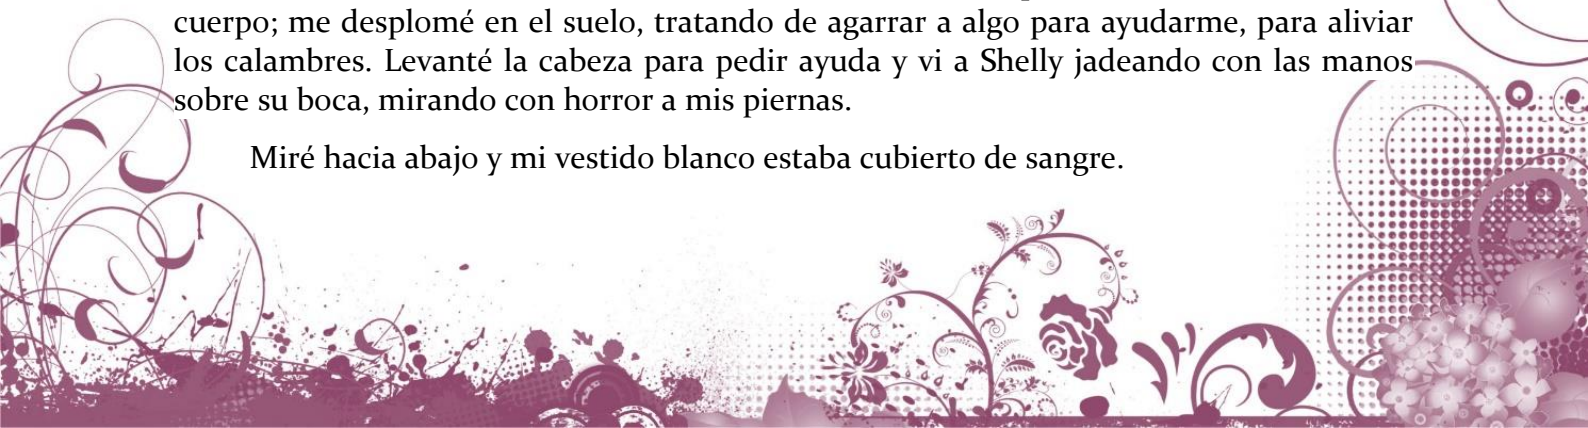 cuerpo; me desplomé en el suelo, tratando de agarrar a algo para ayudarme, para aliviar
los calambres. Levanté la cabeza para pedir ayuda y vi a Shelly jadeando con las manos
sobre su boca, mirando con horror a mis piernas.
Miré hacia abajo y mi vestido blanco estaba cubierto de sangre.